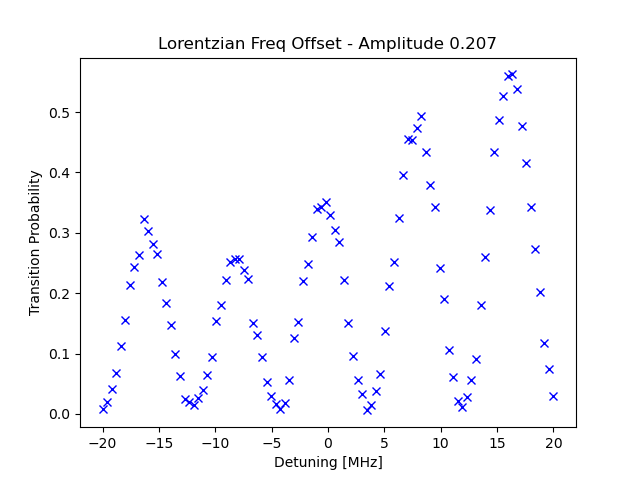 Lorentzian Freq Offset - Amplitude 0.207
Transition Probability
0.5
0.4
0.3
0.2
0.1
0.0
−20 −15 −10 −5 0 5 10 15 20
Detuning [MHz]